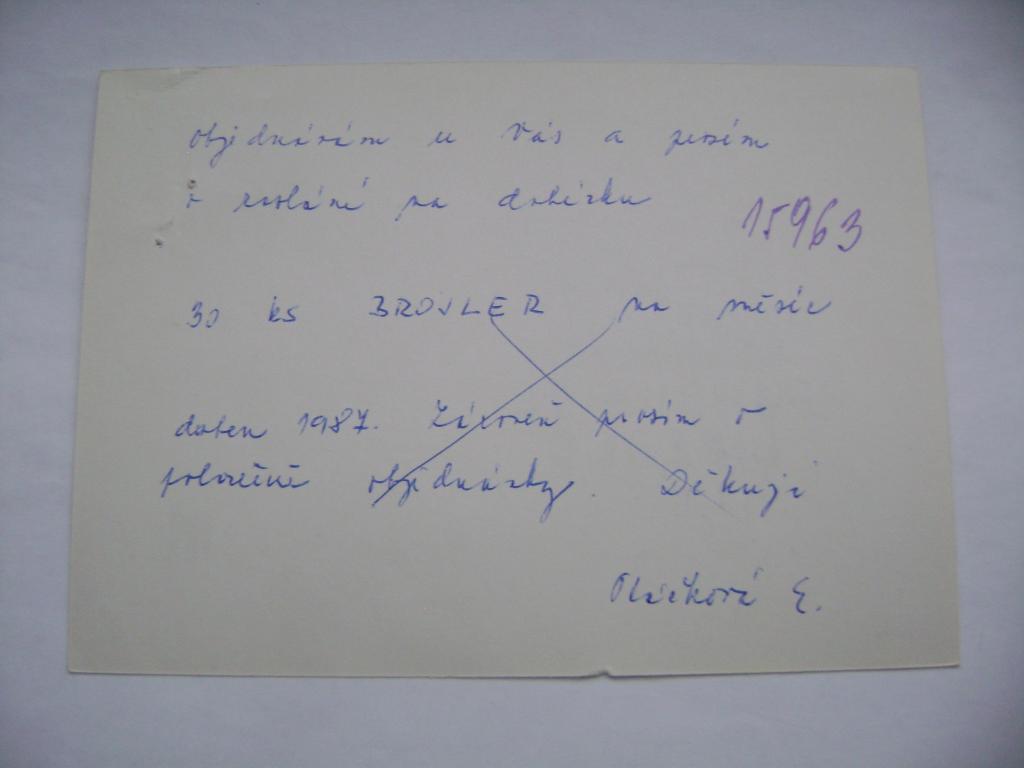 objednávám u Vás a prosím
o zaslání na dobírku
15963
30 ks BROJLER na měsíc
duben 1987. Zároveň prosím o
potvrzení objednávky. Děkuji
E.